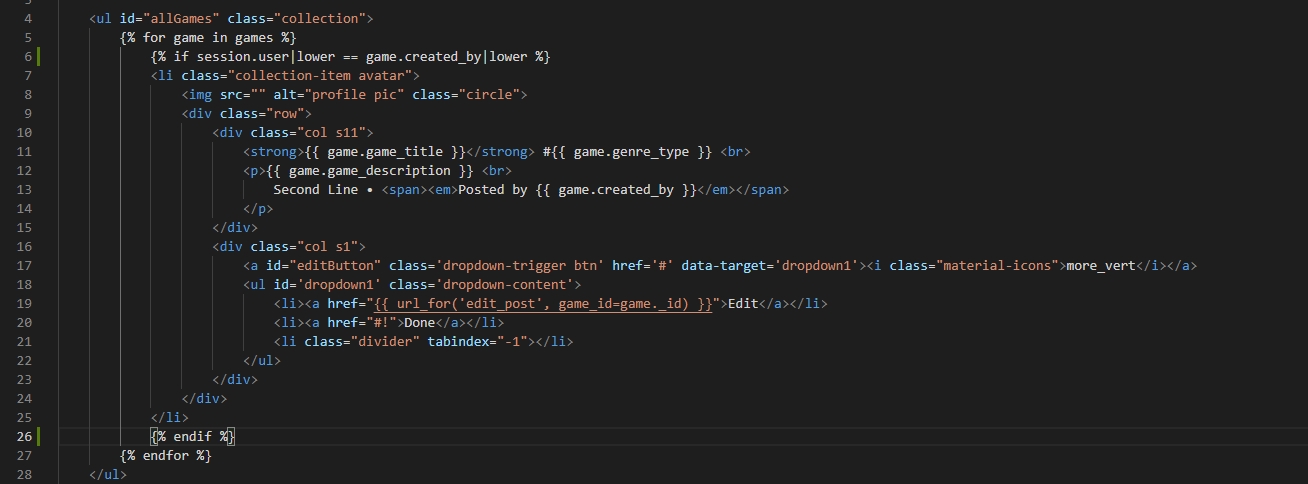 4 <ul id="allGames" class="collection">
5 {% for game in games %}
6 {% if session.user|lower == game.created_by|lower %}
7 <li class="collection-item avatar">
8 <img src="" alt="profile pic" class="circle">
9 <div class="row">
10 <div class="col s11">
11 <strong>{{ game.game_title }}</strong> #{{ game.genre_type }} <br>
12 <p>{{ game.game_description }} <br>
13 Second Line • <span><em>Posted by {{ game.created_by }}</em></span>
14 </p>
15 </div>
16 <div class="col s1">
17 <a id="editButton" class='dropdown-trigger btn' href='#' data-target='dropdown1'><i class="material-icons">more_vert</i></a>
18 <ul id='dropdown1' class='dropdown-content'>
19 <li><a href="{{ url_for('edit_post', game_id=game._id) }}">Edit</a></li>
20 <li><a href="#!">Done</a></li>
21 <li class="divider" tabindex="-1"></li>
22 </ul>
23 </div>
24 </div>
25 </li>
26 {% endif %}
27 {% endfor %}
28 </ul>